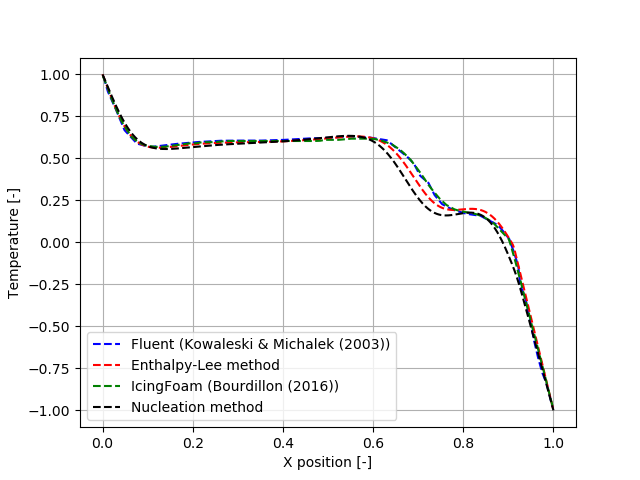 1.00
0.75
0.50
0.25
0.00
−0.25
−0.50
−0.75
−1.00
Temperature [-]
Fluent (Kowaleski & Michalek (2003))
Enthalpy-Lee method
IcingFoam (Bourdillon (2016))
Nucleation method
0.0 0.2 0.4 0.6 0.8 1.0
X position [-]